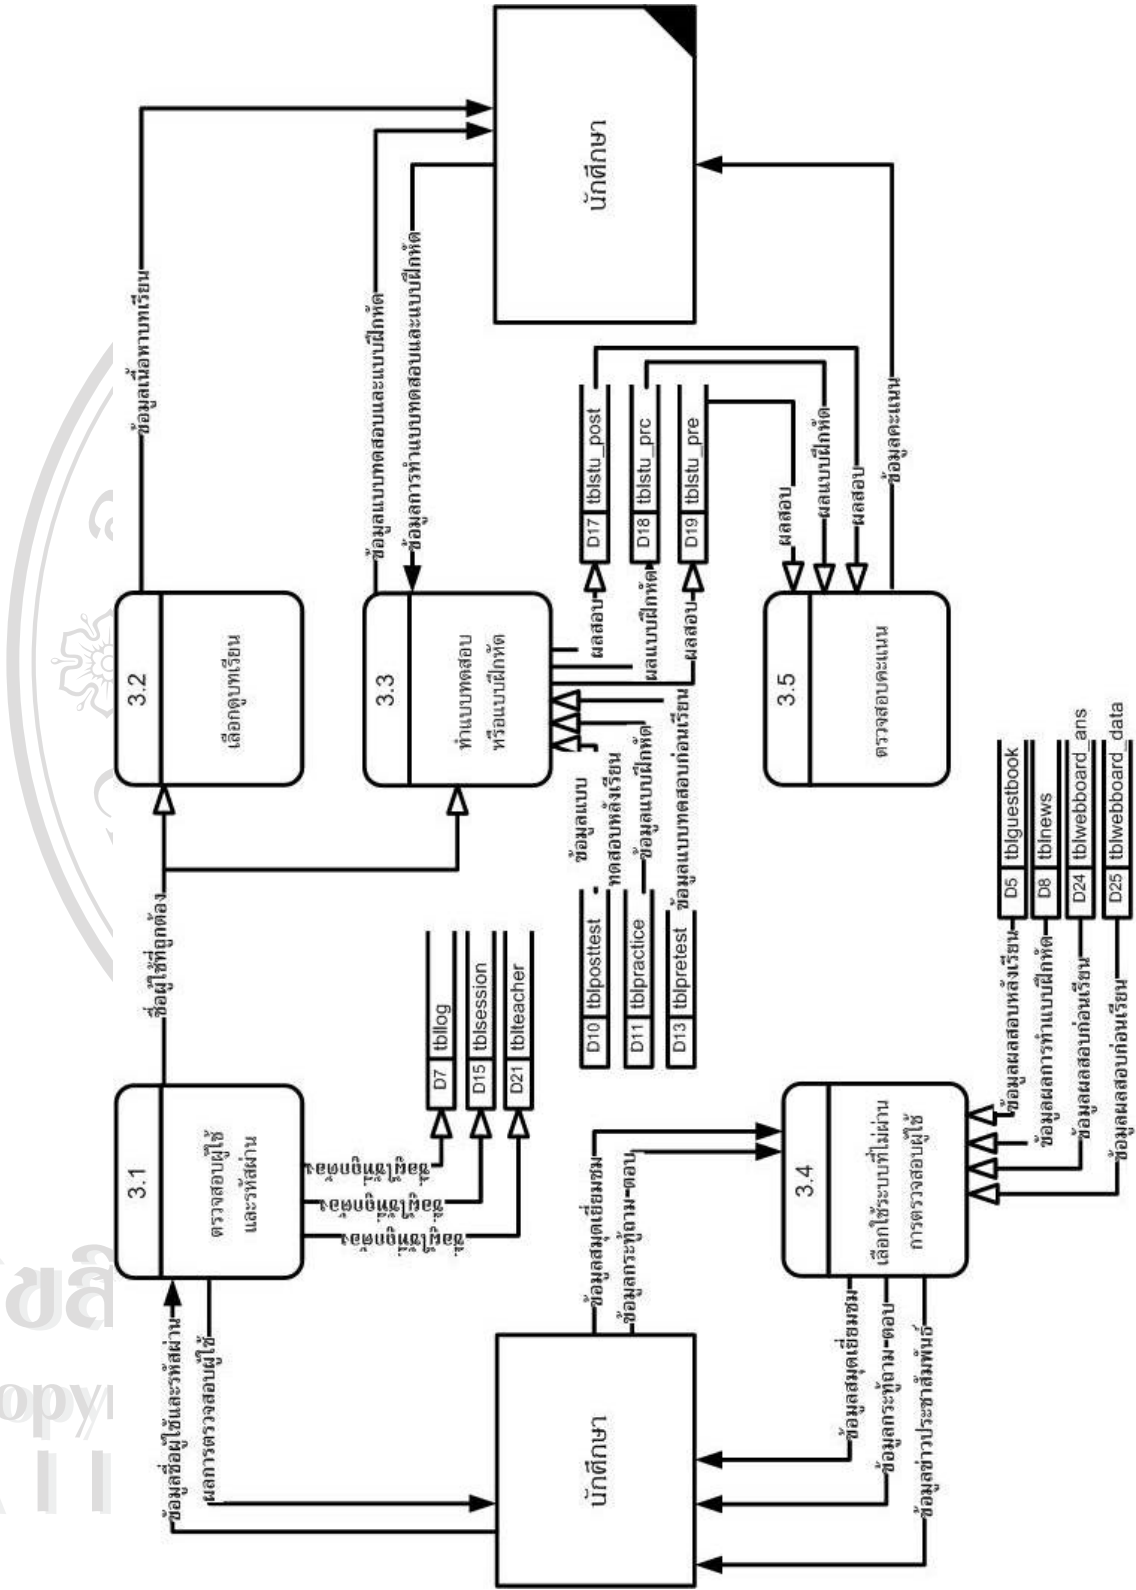 ข้อมูลชื่อผู้ใช้และรหัสผ่าน
ผลการตรวจสอบผู้ใช้
3.1
ตรวจสอบผู้ใช้
และรหัสผ่าน
ชื่อผู้ใช้ที่ถูกต้อง
ชื่อผู้ใช้ที่ถูกต้อง
ชื่อผู้ใช้ที่ถูกต้อง
ชื่อผู้ใช้ที่ถูกต้อง
D7 tbllog
D15 tblsession
D21 tblteacher
3.2
เลือกดูบทเรียน
ข้อมูลเนื้อหาบทเรียน
3.3
ทำแบบทดสอบ
หรือแบบฝึกหัด
ข้อมูลแบบทดสอบและแบบฝึกหัด
ข้อมูลการทำแบบทดสอบและแบบฝึกหัด
นักศึกษา
ข้อมูลแบบ
ทดสอบหลังเรียน
ข้อมูลแบบฝึกหัด
ข้อมูลแบบทดสอบก่อนเรียน
D10 tblposttest
D11 tblpractice
D13 tblpretest
ผลสอบ
ผลแบบฝึกหัด
ผลสอบ
D17 tblstu_post
D18 tblstu_prc
D19 tblstu_pre
ผลสอบ
ผลแบบฝึกหัด
ผลสอบ
3.5
ตรวจสอบคะแนน
ข้อมูลคะแนน
นักศึกษา
ข้อมูลสมุดเยี่ยมชม
ข้อมูลกระทู้ถาม-ตอบ
3.4
เลือกใช้ระบบที่ไม่ผ่าน
การตรวจสอบผู้ใช้
ข้อมูลสมุดเยี่ยมชม
ข้อมูลกระทู้ถาม-ตอบ
ข้อมูลข่าวประชาสัมพันธ์
ข้อมูลผลสอบหลังเรียน
ข้อมูลผลการทำแบบฝึกหัด
ข้อมูลผลสอบก่อนเรียน
ข้อมูลผลสอบก่อนเรียน
D5 tblguestbook
D8 tblnews
D24 tblwebboard_ans
D25 tblwebboard_data